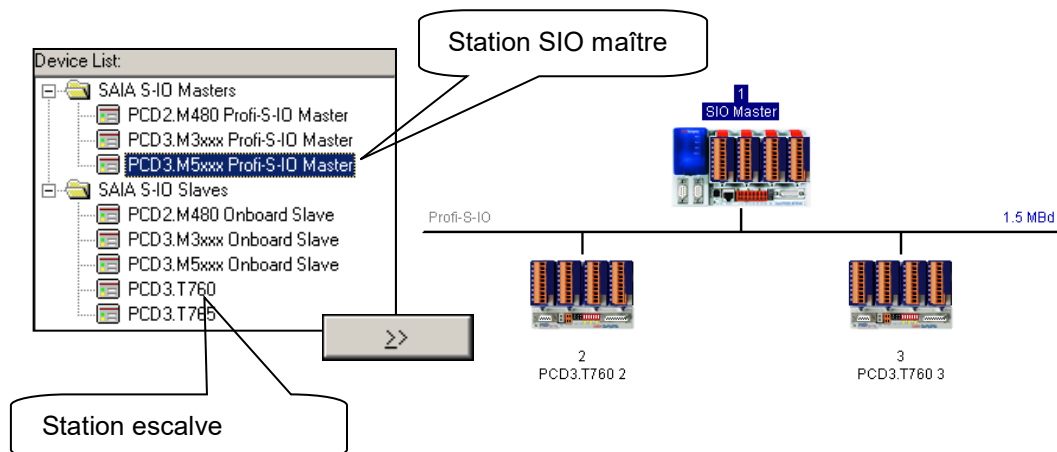 Station SIO maître
Device List:
SAIA S-IO Masters
PCD2.M480 Profi-S-IO Master
PCD3.M3xxx Profi-S-IO Master
PCD3.M5xxx Profi-S-IO Master
SAIA S-IO Slaves
PCD2.M480 Onboard Slave
PCD3.M3xxx Onboard Slave
PCD3.M5xxx Onboard Slave
PCD3.T760
PCD3.T765
>>
Station escalve
1
SIO Master
Profi-S-IO
1.5 MBd
2
PCD3.T760 2
3
PCD3.T760 3